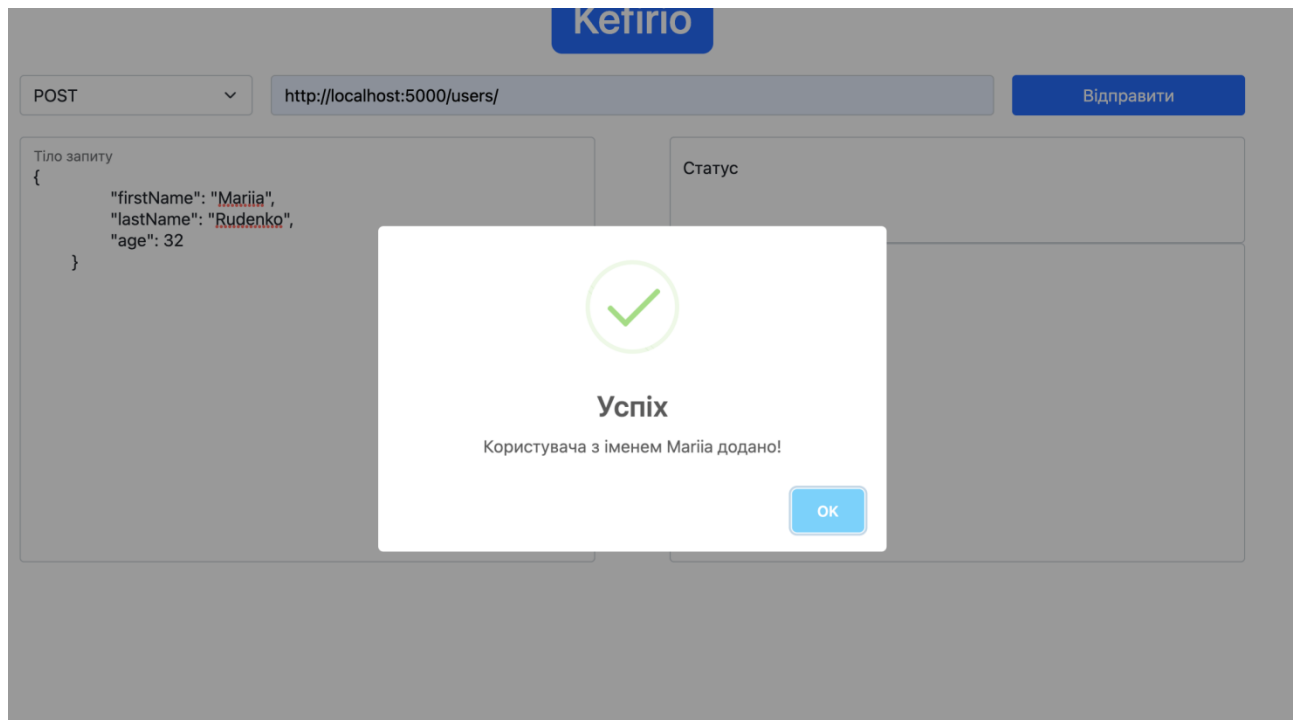 Kefirio
POST
http://localhost:5000/users/
Відправити
Тіло запиту
{
"firstName": "Mariia",
"lastName": "Rudenko",
"age": 32
}
Статус
Успіх
Користувача з іменем Mariia додано!
OK